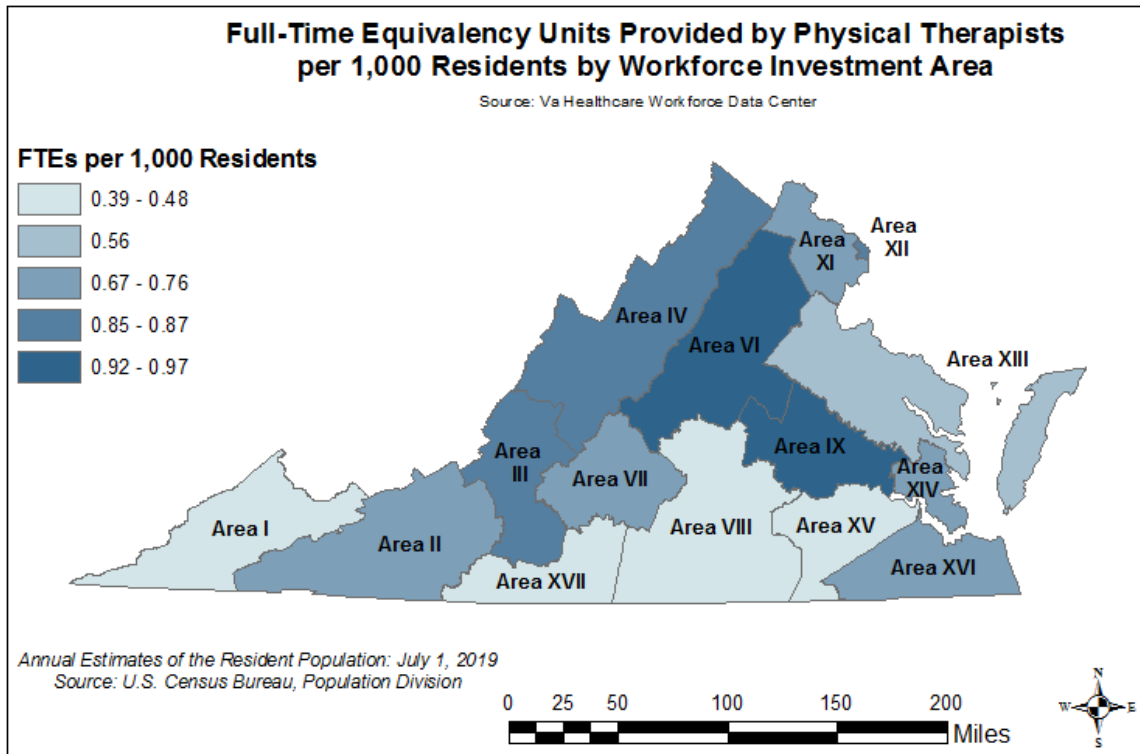 Full-Time Equivalency Units Provided by Physical Therapists
per 1,000 Residents by Workforce Investment Area
Source: Va Healthcare Workforce Data Center
FTEs per 1,000 Residents
0.39 - 0.48
0.56
0.67 - 0.76
0.85 - 0.87
0.92 - 0.97
Area
XI
Area
XII
Area IV
Area VI
Area XIII
Area
III
Area IX
Area VII
Area
XIV
Area I
Area II
Area VIII
Area XV
Area XVII
Area XVI
Annual Estimates of the Resident Population: July 1, 2019
Source: U.S. Census Bureau, Population Division
0 25 50 100 150 200
Miles
N
W E
S